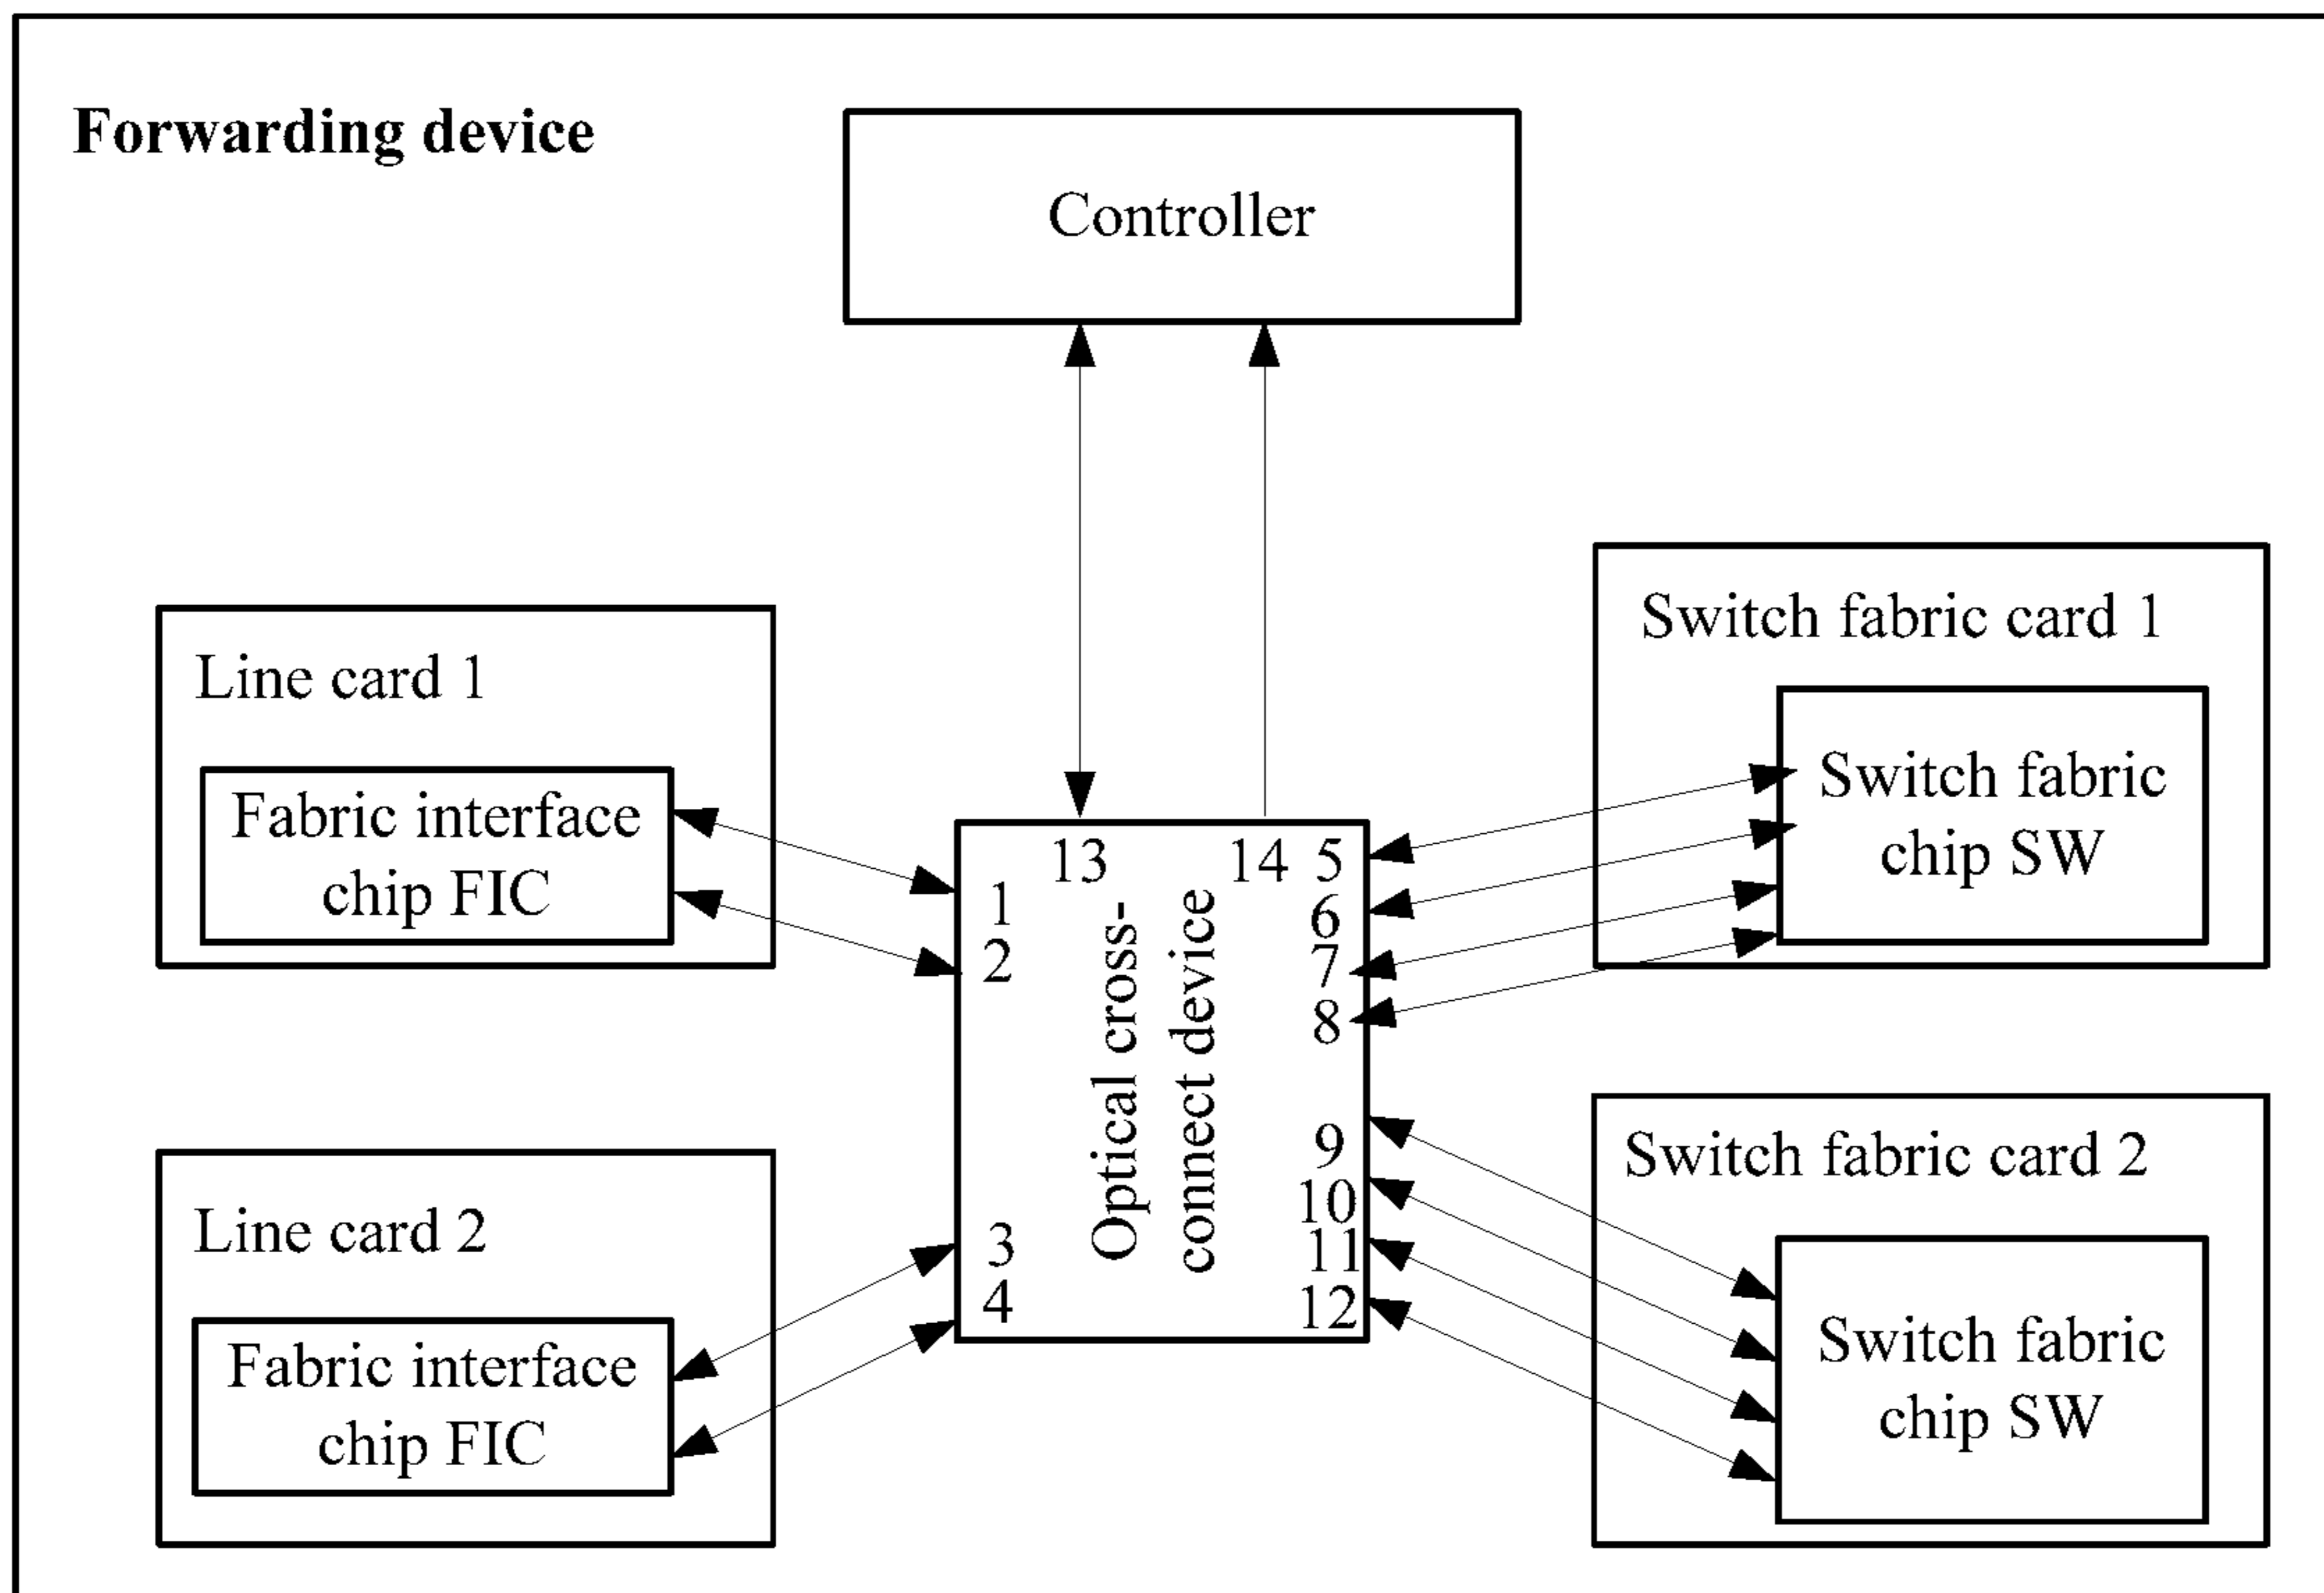 Forwarding device
Controller
Line card 1
Fabric interface
chip FIC
Line card 2
Fabric interface
chip FIC
13
14
1
2
3
4
Optical cross-
connect device
5
6
7
8
9
10
11
12
Switch fabric card 1
Switch fabric
chip SW
Switch fabric card 2
Switch fabric
chip SW